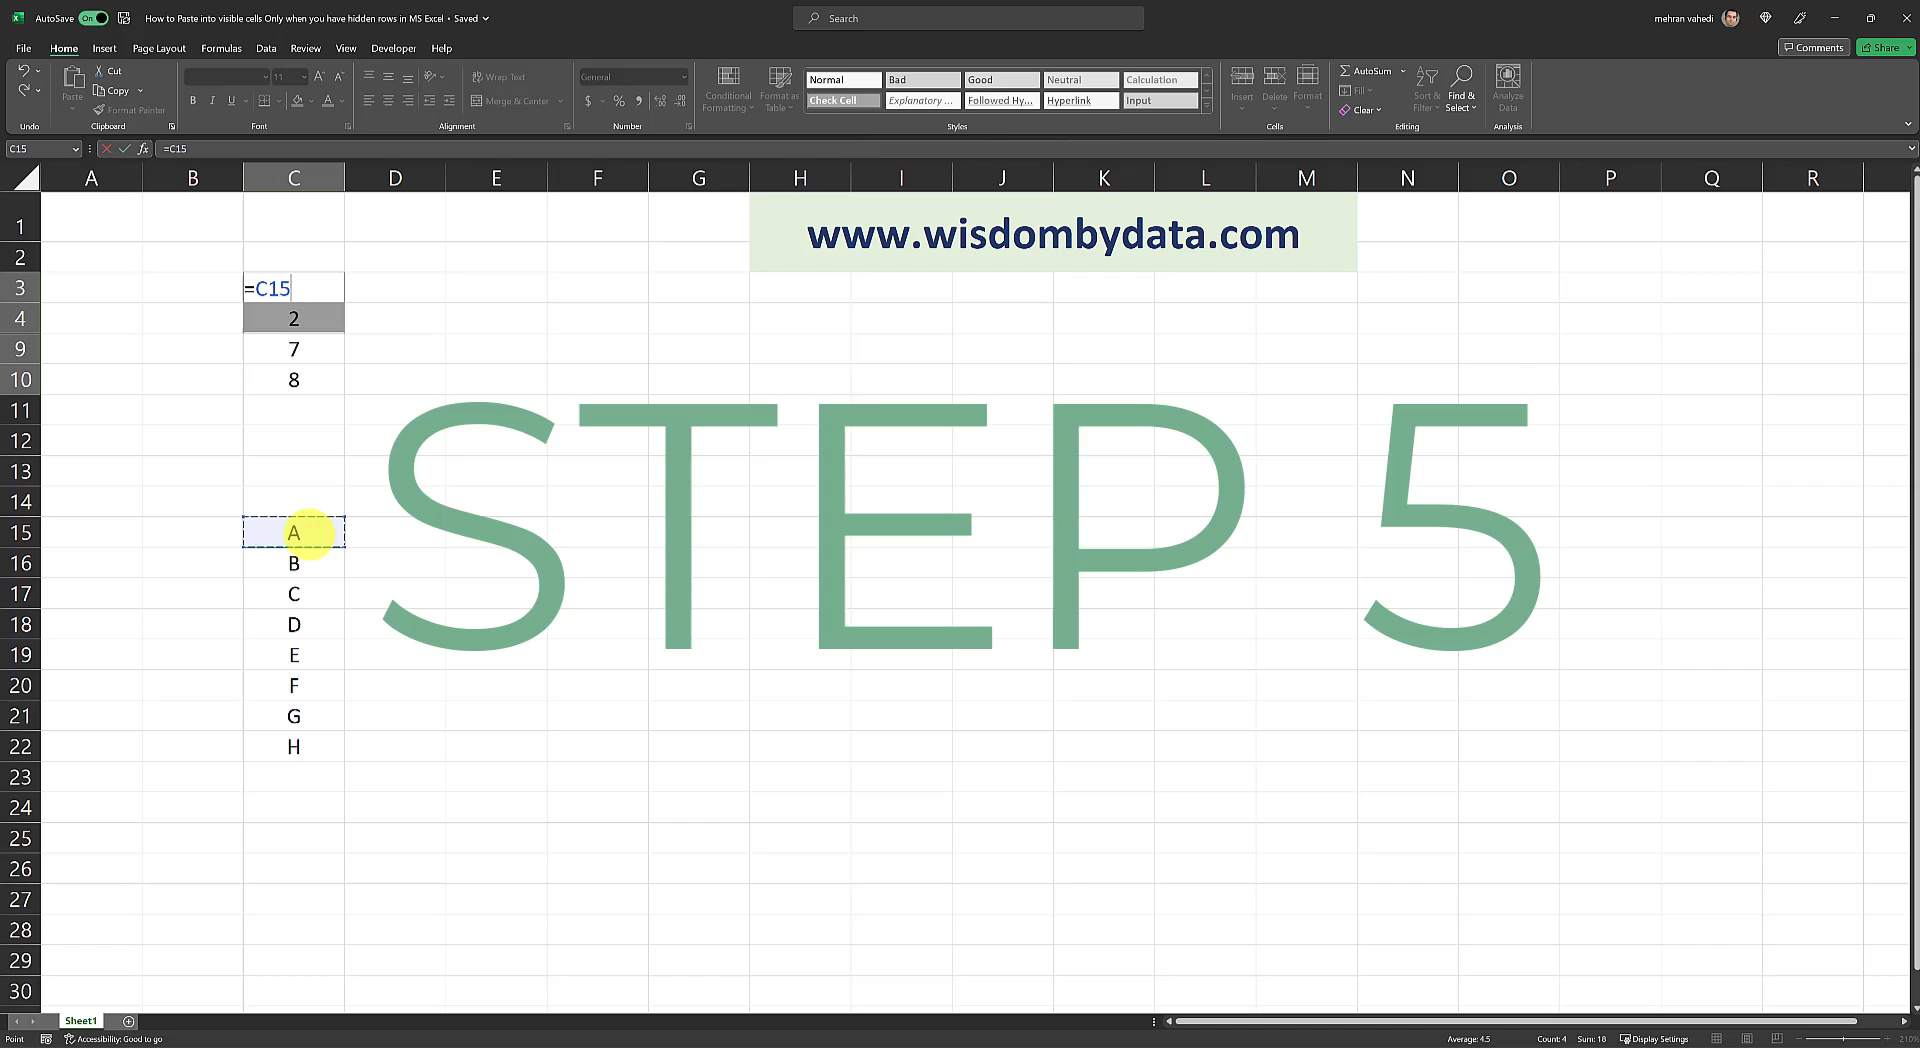 AutoSave On How to Paste into visible cells Only when you have hidden rows in MS Excel • Saved Search mehran vahedi
File Home Insert Page Layout Formulas Data Review View Developer Help Comments Share
Cut
Copy
Format Painter
Paste
11
B I U
Wrap Text
Merge & Center
General
Conditional Formatting
Format as Table
Normal Bad Good Neutral Calculation
Check Cell Explanatory ... Followed Hy... Hyperlink Input
Insert Delete Format
AutoSum
Fill
Clear
Sort & Filter
Find & Select
Analyze Data
Undo Clipboard Font Alignment Number Styles Cells Editing Analysis
C15 fx =C15
A B C D E F G H I J K L M N O P Q R
1 www.wisdombydata.com
2
3 =C15
4 2
9 7
10 8
11
12
13
14
STEP 5
15 A
16 B
17 C
18 D
19 E
20 F
21 G
22 H
23
24
25
26
27
28
29
30
Sheet1
Point Accessibility: Good to go Average: 4.5 Count: 4 Sum: 18 Display Settings 210%